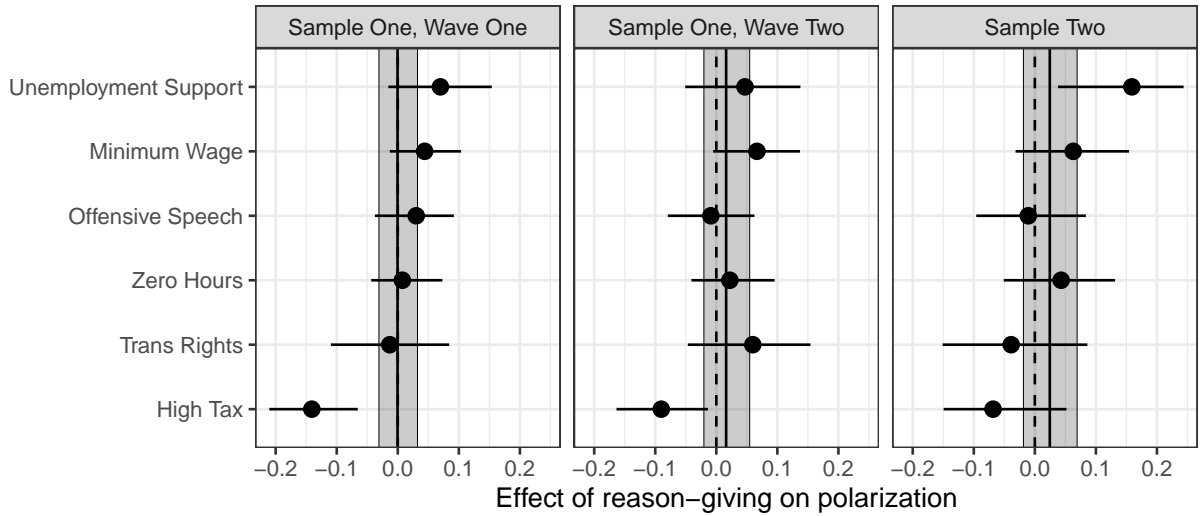 Sample One, Wave One
Sample One, Wave Two
Sample Two
Unemployment Support
Minimum Wage
Offensive Speech
Zero Hours
Trans Rights
High Tax
−0.2 −0.1 0.0 0.1 0.2
−0.2 −0.1 0.0 0.1 0.2
−0.2 −0.1 0.0 0.1 0.2
Effect of reason−giving on polarization